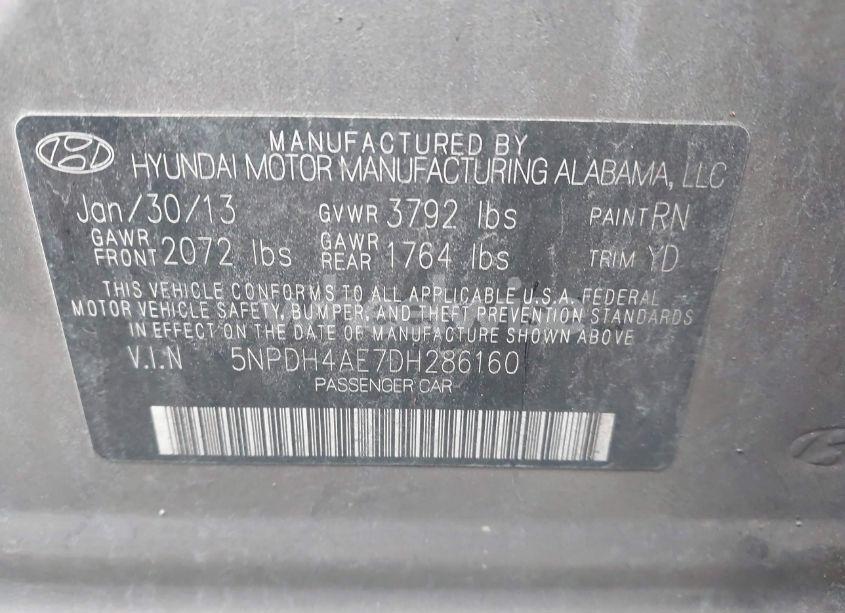 MANUFACTURED BY
HYUNDAI MOTOR MANUFACTURING ALABAMA, LLC
Jan/30/13 GVWR 3792 lbs PAINT RN
GAWR FRONT 2072 lbs GAWR REAR 1764 lbs TRIM YD
THIS VEHICLE CONFORMS TO ALL APPLICABLE U.S.A. FEDERAL
MOTOR VEHICLE SAFETY, BUMPER, AND THEFT PREVENTION STANDARDS
IN EFFECT ON THE DATE OF MANUFACTURE SHOWN ABOVE.
V.I.N 5NPDH4AE7DH286160
PASSENGER CAR